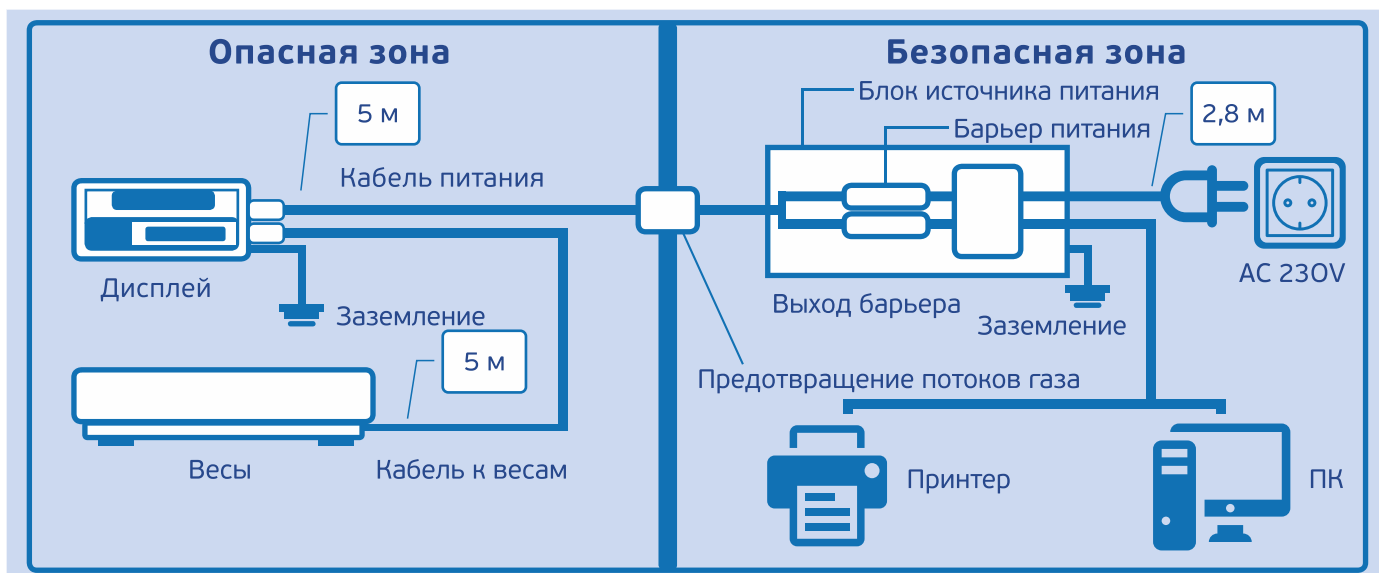 Опасная зона
5 м
Кабель питания
Дисплей
Заземление
5 м
Весы
Кабель к весам
Безопасная зона
Блок источника питания
Барьер питания
2,8 м
AC 230V
Выход барьера
Заземление
Предотвращение потоков газа
Принтер
ПК